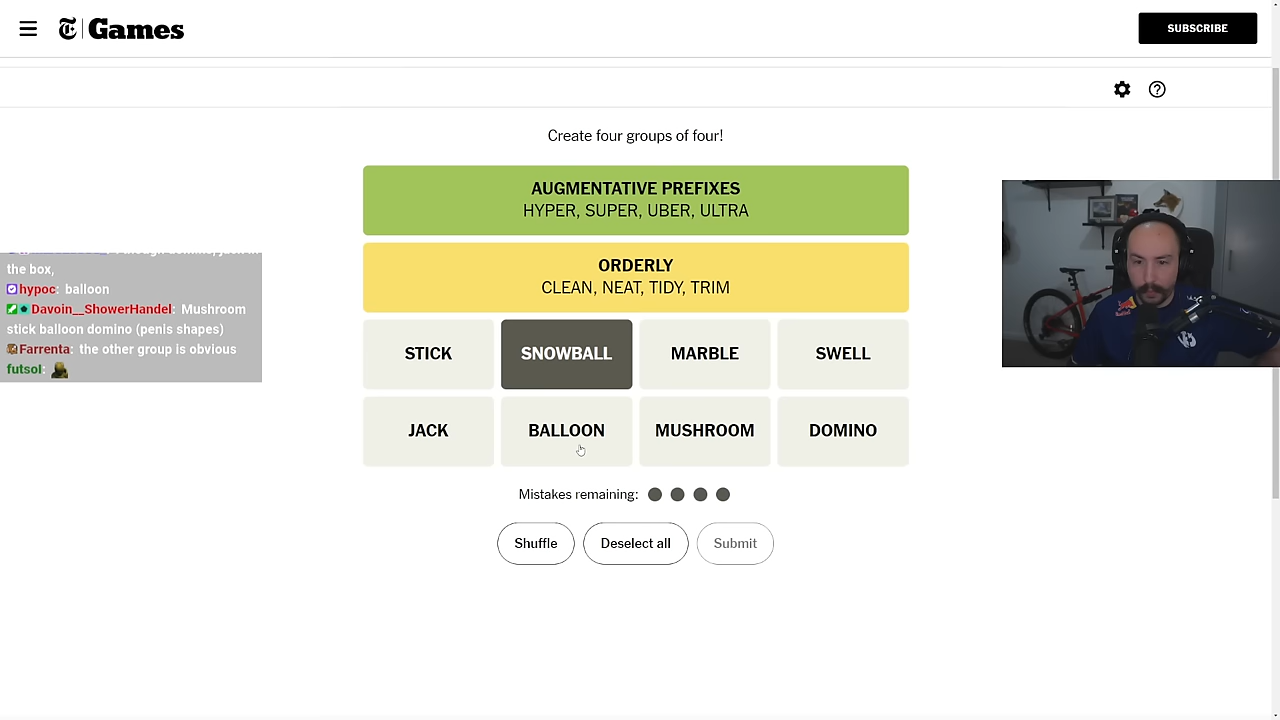 Games
SUBSCRIBE
Create four groups of four!
AUGMENTATIVE PREFIXES
HYPER, SUPER, UBER, ULTRA
ORDERLY
CLEAN, NEAT, TIDY, TRIM
the box,
hypoc: balloon
Davoin__ShowerHandel: Mushroom
stick balloon domino (penis shapes)
Farrenta: the other group is obvious
futsol:
STICK
SNOWBALL
MARBLE
SWELL
JACK
BALLOON
MUSHROOM
DOMINO
Mistakes remaining:
Shuffle
Deselect all
Submit